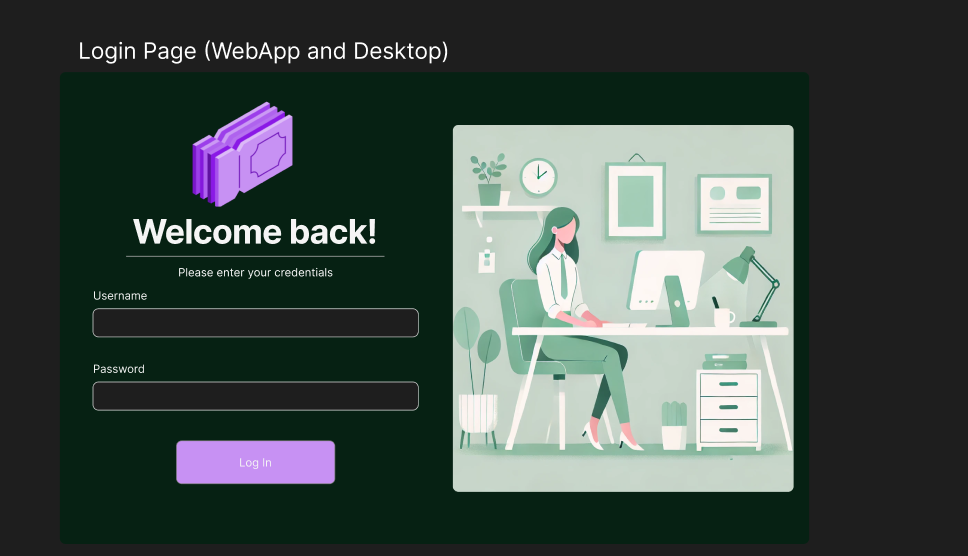 Login Page (WebApp and Desktop)
Welcome back!
Please enter your credentials
Username
Password
Log In